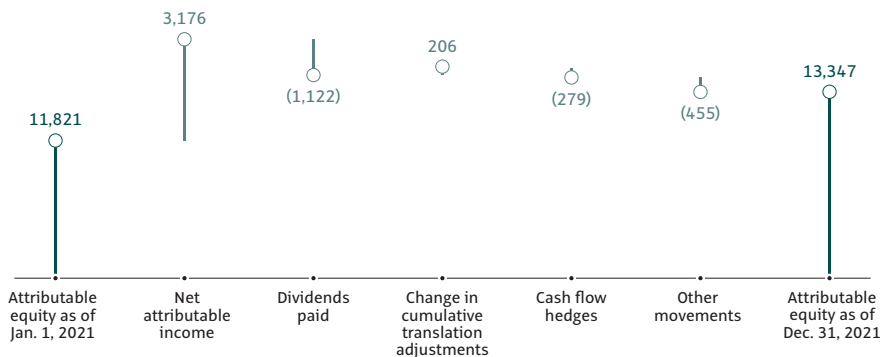 3,176
206
(1,122)
(279)
(455)
13,347
11,821
Attributable
equity as of
Jan. 1, 2021
Net
attributable
income
Dividends
paid
Change in
cumulative
translation
adjustments
Cash flow
hedges
Other
movements
Attributable
equity as of
Dec. 31, 2021